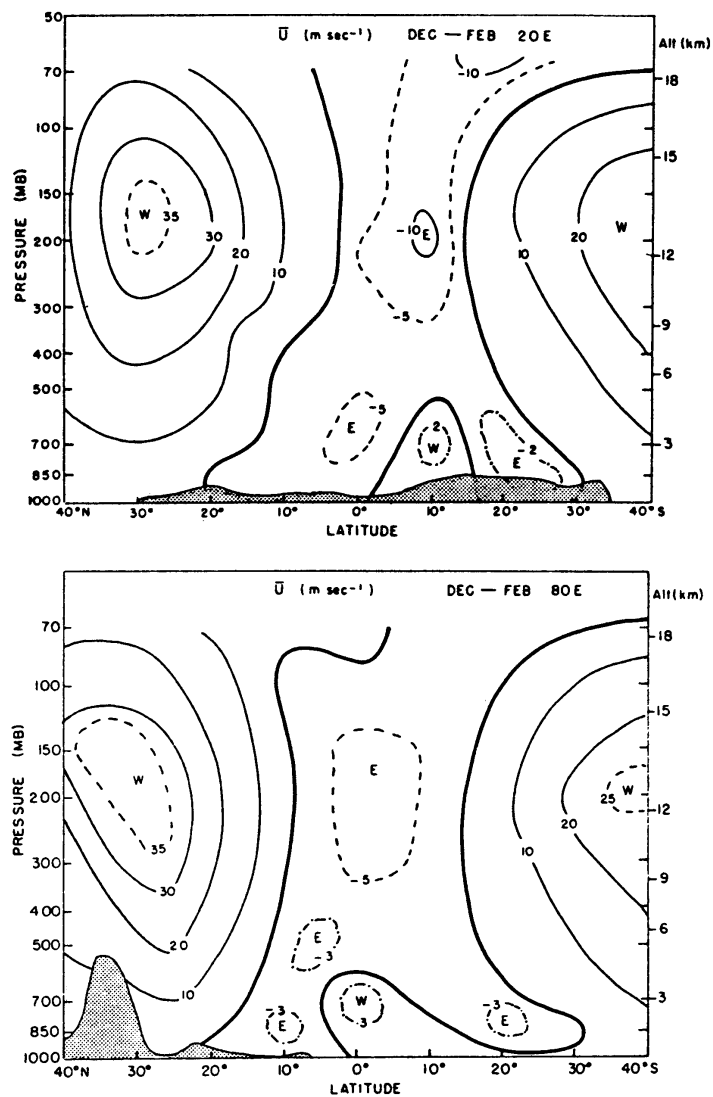 Ū (m sec⁻¹) DEC — FEB 20E
Alt (km)
PRESSURE (MB)
50
70
100
150
200
300
400
500
700
850
1000
18
15
12
9
6
3
W
35
30
20
10
-10
-10
E
-5
10
20
W
E
-5
2
W
E
-2
40°N
20°
10°
0°
10°
20°
30°
40°S
LATITUDE
Ū (m sec⁻¹) DEC — FEB 80E
Alt (km)
PRESSURE (MB)
70
100
150
200
300
400
500
700
850
1000
18
15
12
9
6
3
W
35
30
20
10
E
-5
E
-3
-3
E
W
3
-3
E
10
20
25
W
40°N
30°
20°
10°
0°
10°
20°
30°
40°S
LATITUDE